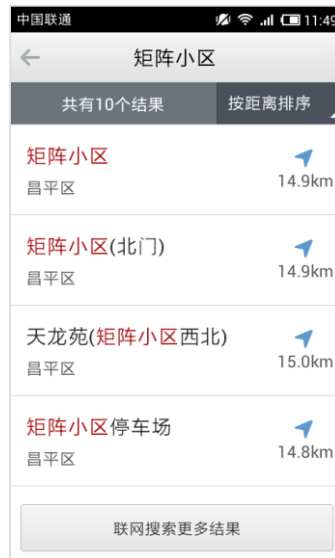 中国联通 11:49
矩阵小区
共有10个结果 按距离排序
矩阵小区
昌平区 14.9km
矩阵小区(北门)
昌平区 14.9km
天龙苑(矩阵小区西北)
昌平区 15.0km
矩阵小区停车场
昌平区 14.8km
联网搜索更多结果